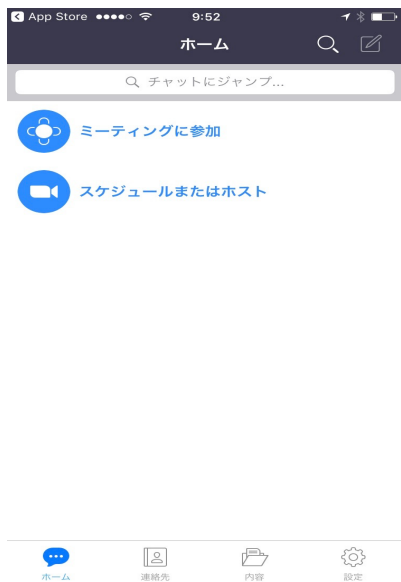 App Store 9:52
ホーム
チャットにジャンプ...
ミーティングに参加
スケジュールまたはホスト
ホーム 連絡先 内容 設定